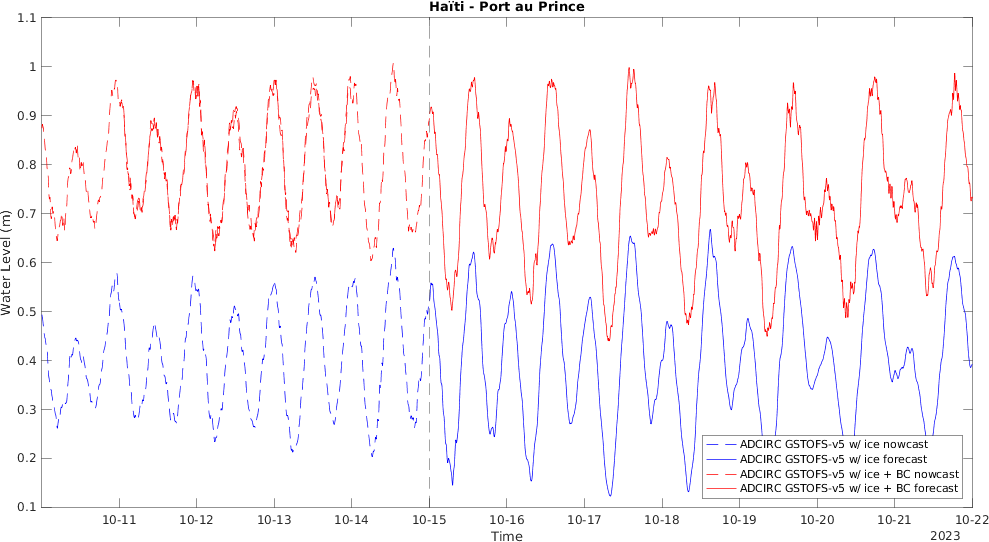 Haïti - Port au Prince
Water Level (m)
1.1
1
0.9
0.8
0.7
0.6
0.5
0.4
0.3
0.2
0.1
ADCIRC GSTOFS-v5 w/ ice nowcast
ADCIRC GSTOFS-v5 w/ ice forecast
ADCIRC GSTOFS-v5 w/ ice + BC nowcast
ADCIRC GSTOFS-v5 w/ ice + BC forecast
10-11 10-12 10-13 10-14 10-15 10-16 10-17 10-18 10-19 10-20 10-21 10-22
Time
2023